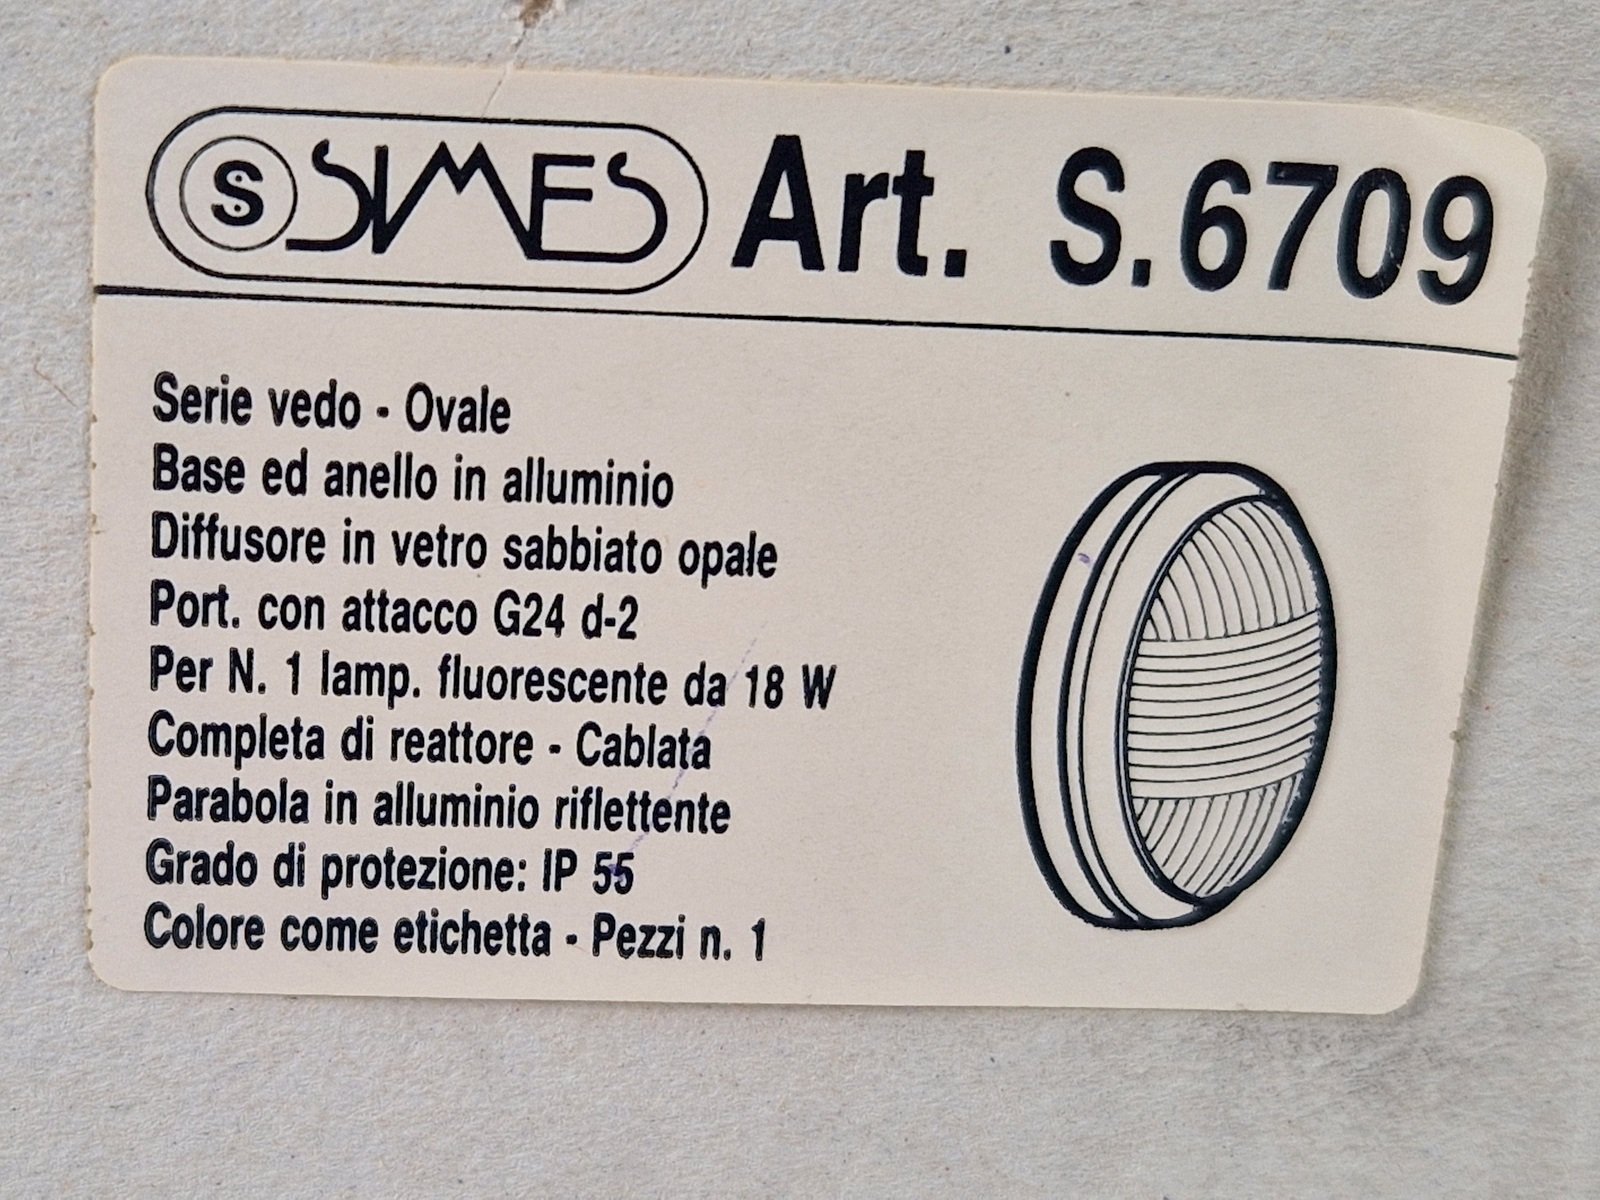 S SIMES Art. S.6709
Serie vedo - Ovale
Base ed anello in alluminio
Diffusore in vetro sabbiato opale
Port. con attacco G24 d-2
Per N. 1 lamp. fluorescente da 18 W
Completa di reattore - Cablata
Parabola in alluminio riflettente
Grado di protezione: IP 55
Colore come etichetta - Pezzi n. 1